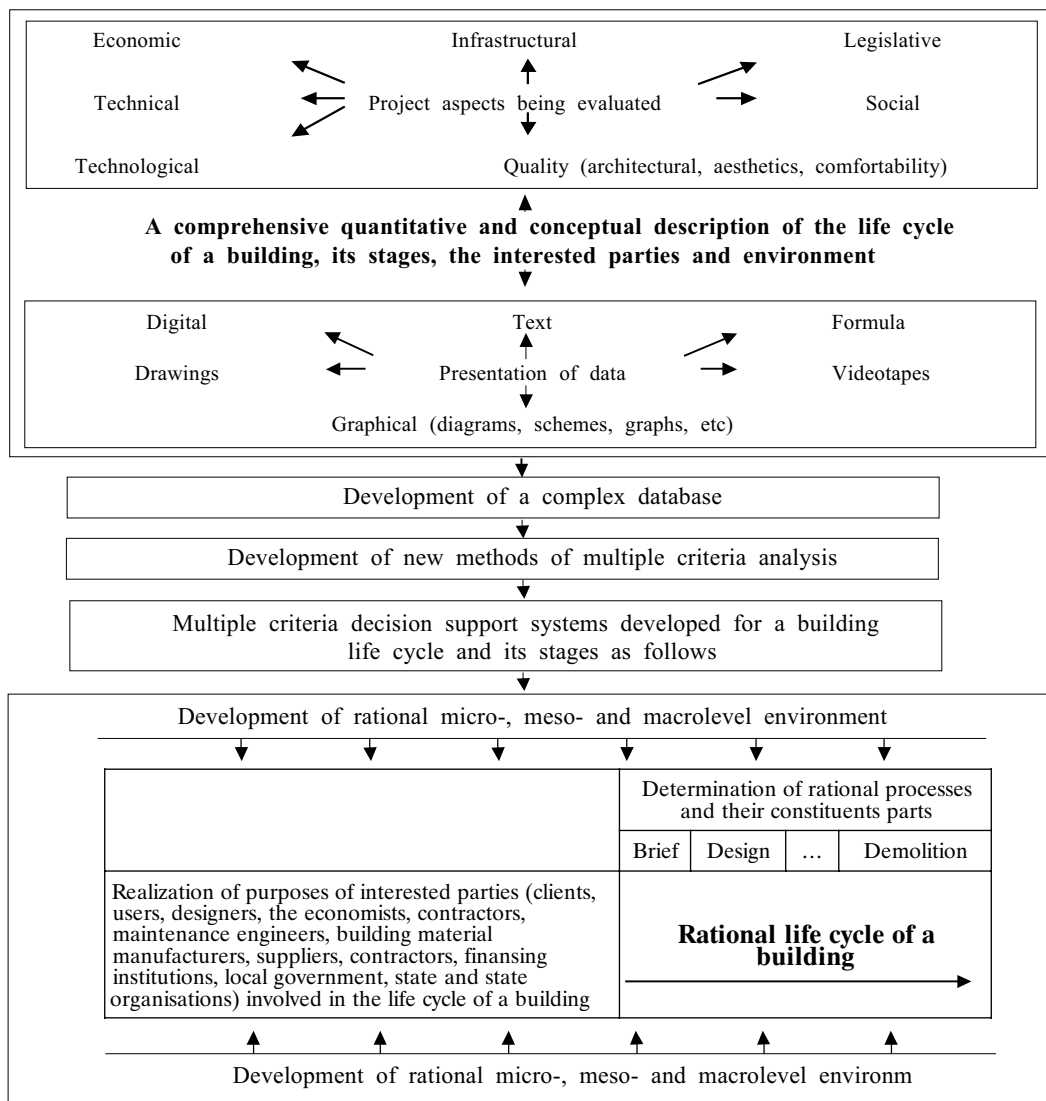 Economic Infrastructural Legislative
Technical Project aspects being evaluated Social
Technological Quality (architectural, aesthetics, comfortability)
A comprehensive quantitative and conceptual description of the life cycle
of a building, its stages, the interested parties and environment
Digital Text Formula
Drawings Presentation of data Videotapes
Graphical (diagrams, schemes, graphs, etc)
Development of a complex database
Development of new methods of multiple criteria analysis
Multiple criteria decision support systems developed for a building
life cycle and its stages as follows
Development of rational micro-, meso- and macrolevel environment
Determination of rational processes
and their constituents parts
Brief Design … Demolition
Realization of purposes of interested parties (clients,
users, designers, the economists, contractors,
maintenance engineers, building material
manufacturers, suppliers, contractors, finansing
institutions, local government, state and state
organisations) involved in the life cycle of a building
Rational life cycle of a
building
Development of rational micro-, meso- and macrolevel environm